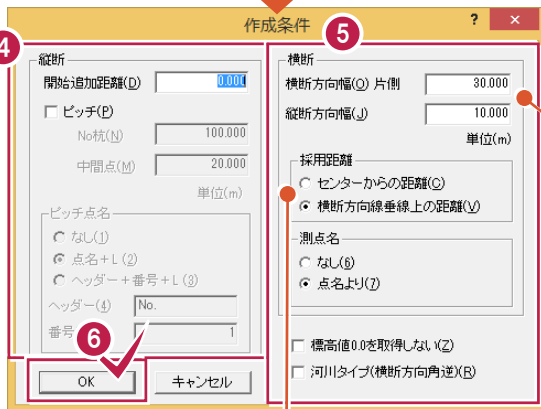 作成条件
? ×
4
縦断
開始追加距離(D) 0.000
ピッチ(P)
No杭(N) 100.000
中間点(M) 20.000
単位(m)
ピッチ点名
なし(1)
点名+L(2)
ヘッダー+番号+L(3)
ヘッダー(4) No.
番号 1
6
OK キャンセル
5
横断
横断方向幅(O) 片側 30.000
縦断方向幅(J) 10.000
単位(m)
採用距離
センターからの距離(C)
横断方向線垂線上の距離(V)
測点名
なし(6)
点名より(7)
標高値0.0を取得しない(Z)
河川タイプ(横断方向角逆)(R)